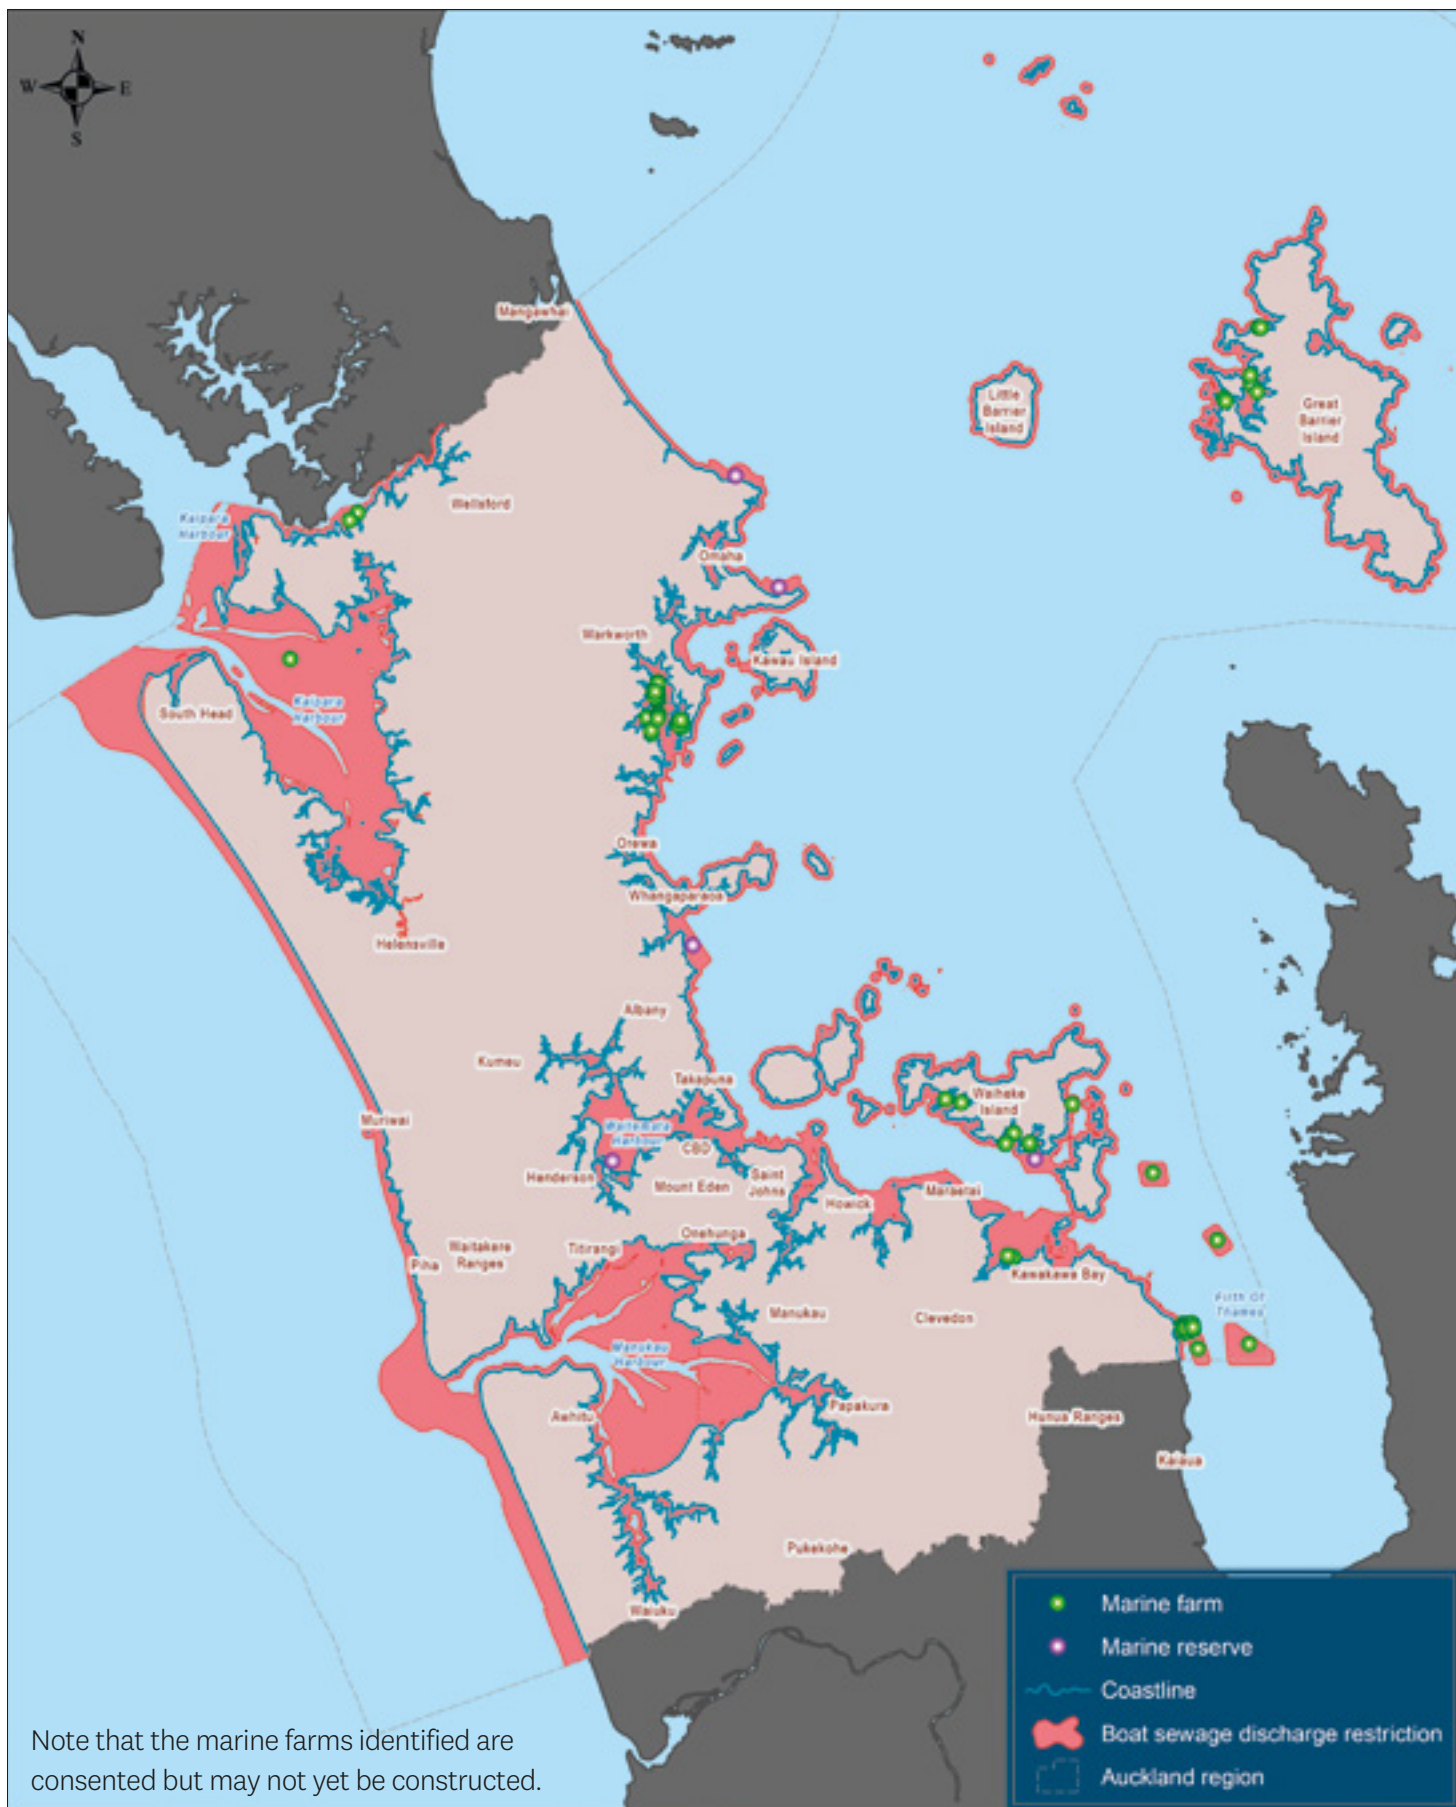 N
W
E
S
Mangawhai
Little
Barrier
Island
Great
Barrier
Island
Wellsford
Kaipara
Harbour
Omaha
Warkworth
Kawau Island
South Head
Kaipara
Harbour
Orewa
Whangaparaoa
Helensville
Albany
Kumeu
Takapuna
Waiheke
Island
Muriwai
Waitemata
Harbour
CBD
Henderson
Mount Eden
Saint
Johns
Howick
Maraetai
Onehunga
Titirangi
Waitakere
Ranges
Piha
Kawakawa Bay
Firth Of
Thames
Manukau
Clevedon
Manukau
Harbour
Awhitu
Papakura
Hunua Ranges
Kaiaua
Pukekohe
Waiuku
Marine farm
Marine reserve
Coastline
Boat sewage discharge restriction
Auckland region
Note that the marine farms identified are
consented but may not yet be constructed.